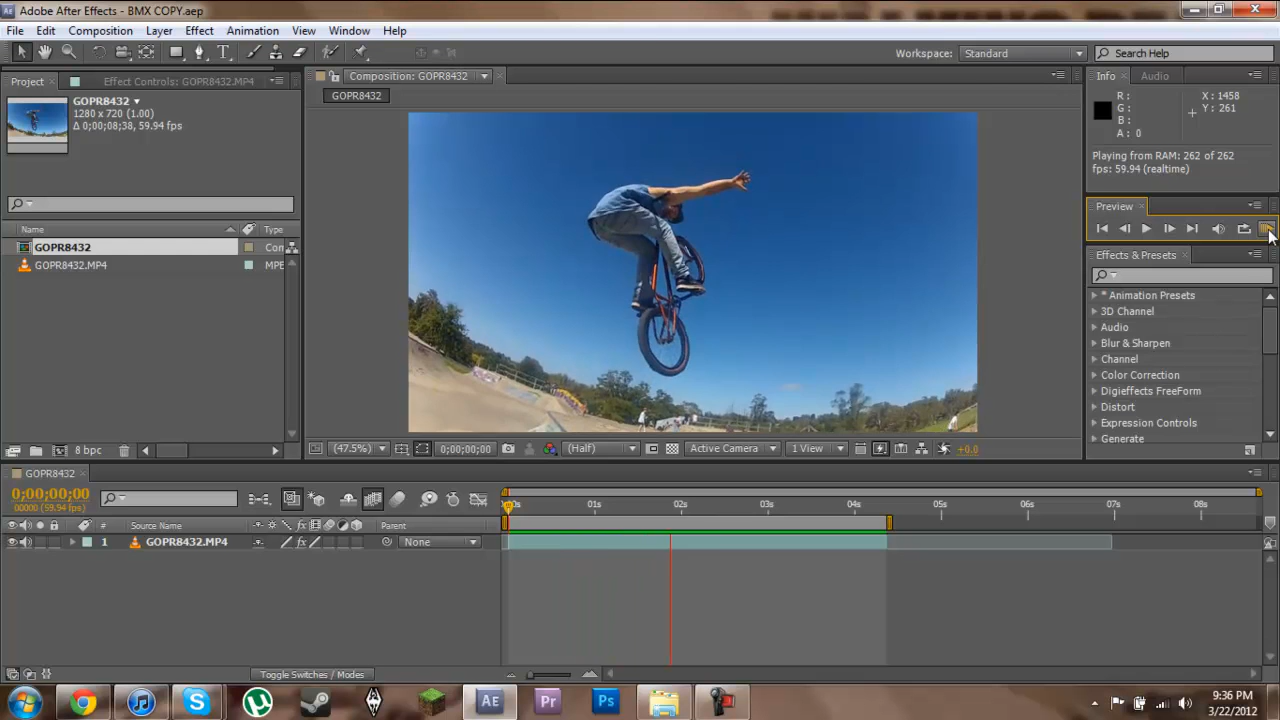 Adobe After Effects - BMX COPY.aep
File Edit Composition Layer Effect Animation View Window Help
Workspace: Standard Search Help
Project Effect Controls: GOPR8432.MP4
GOPR8432
1280 x 720 (1.00)
Δ 0;00;08;38, 59.94 fps
Name Type
GOPR8432 Con
GOPR8432.MP4 MPE
8 bpc
Composition: GOPR8432
GOPR8432
(47.5%) 0;00;00;00 (Half) Active Camera 1 View +0.0
Info Audio
R :
G :
B :
A : 0
X : 1458
Y : 261
Playing from RAM: 262 of 262
fps: 59.94 (realtime)
Preview
Effects & Presets
* Animation Presets
3D Channel
Audio
Blur & Sharpen
Channel
Color Correction
Digieffects FreeForm
Distort
Expression Controls
Generate
GOPR8432
0;00;00;00
00000 (59.94 fps)
01s 02s 03s 04s 05s 06s 07s 08s
# Source Name Parent
1 GOPR8432.MP4 None
Toggle Switches / Modes
Ae Pr Ps
9:36 PM
3/22/2012